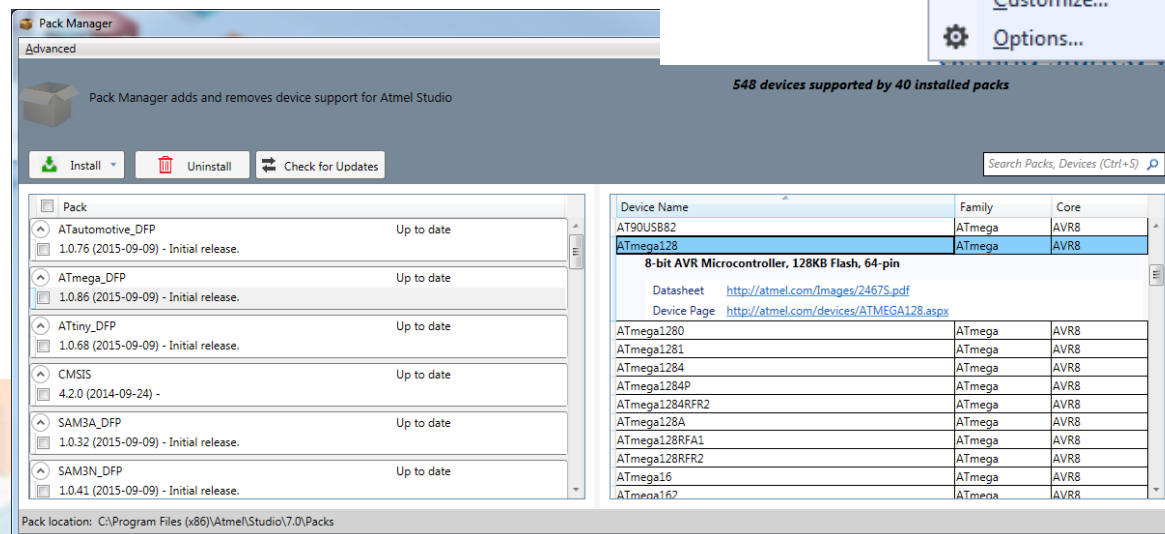 Customize...
Options...
Pack Manager
Advanced
Pack Manager adds and removes device support for Atmel Studio
548 devices supported by 40 installed packs
Install
Uninstall
Check for Updates
Search Packs, Devices (Ctrl+S)
Pack
ATautomotive_DFP Up to date
1.0.76 (2015-09-09) - Initial release.
ATmega_DFP Up to date
1.0.86 (2015-09-09) - Initial release.
ATtiny_DFP Up to date
1.0.68 (2015-09-09) - Initial release.
CMSIS Up to date
4.2.0 (2014-09-24) -
SAM3A_DFP Up to date
1.0.32 (2015-09-09) - Initial release.
SAM3N_DFP Up to date
1.0.41 (2015-09-09) - Initial release.
Device Name Family Core
AT90USB82 ATmega AVR8
ATmega128 ATmega AVR8
8-bit AVR Microcontroller, 128KB Flash, 64-pin
Datasheet http://atmel.com/Images/2467S.pdf
Device Page http://atmel.com/devices/ATMEGA128.aspx
ATmega1280 ATmega AVR8
ATmega1281 ATmega AVR8
ATmega1284 ATmega AVR8
ATmega1284P ATmega AVR8
ATmega1284RFR2 ATmega AVR8
ATmega128A ATmega AVR8
ATmega128RFA1 ATmega AVR8
ATmega128RFR2 ATmega AVR8
ATmega16 ATmega AVR8
ATmega162 ATmega AVR8
Pack location: C:\Program Files (x86)\Atmel\Studio\7.0\Packs